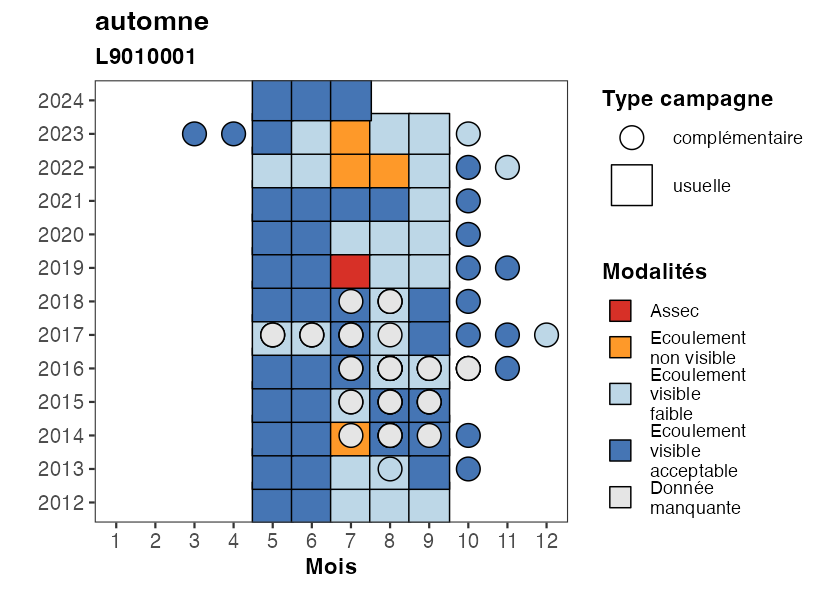 automne
L9010001
2024
2023
2022
2021
2020
2019
2018
2017
2016
2015
2014
2013
2012
1 2 3 4 5 6 7 8 9 10 11 12
Mois
Type campagne
complémentaire
usuelle
Modalités
Assec
Ecoulement
non visible
Ecoulement
visible
faible
Ecoulement
visible
acceptable
Donnée
manquante